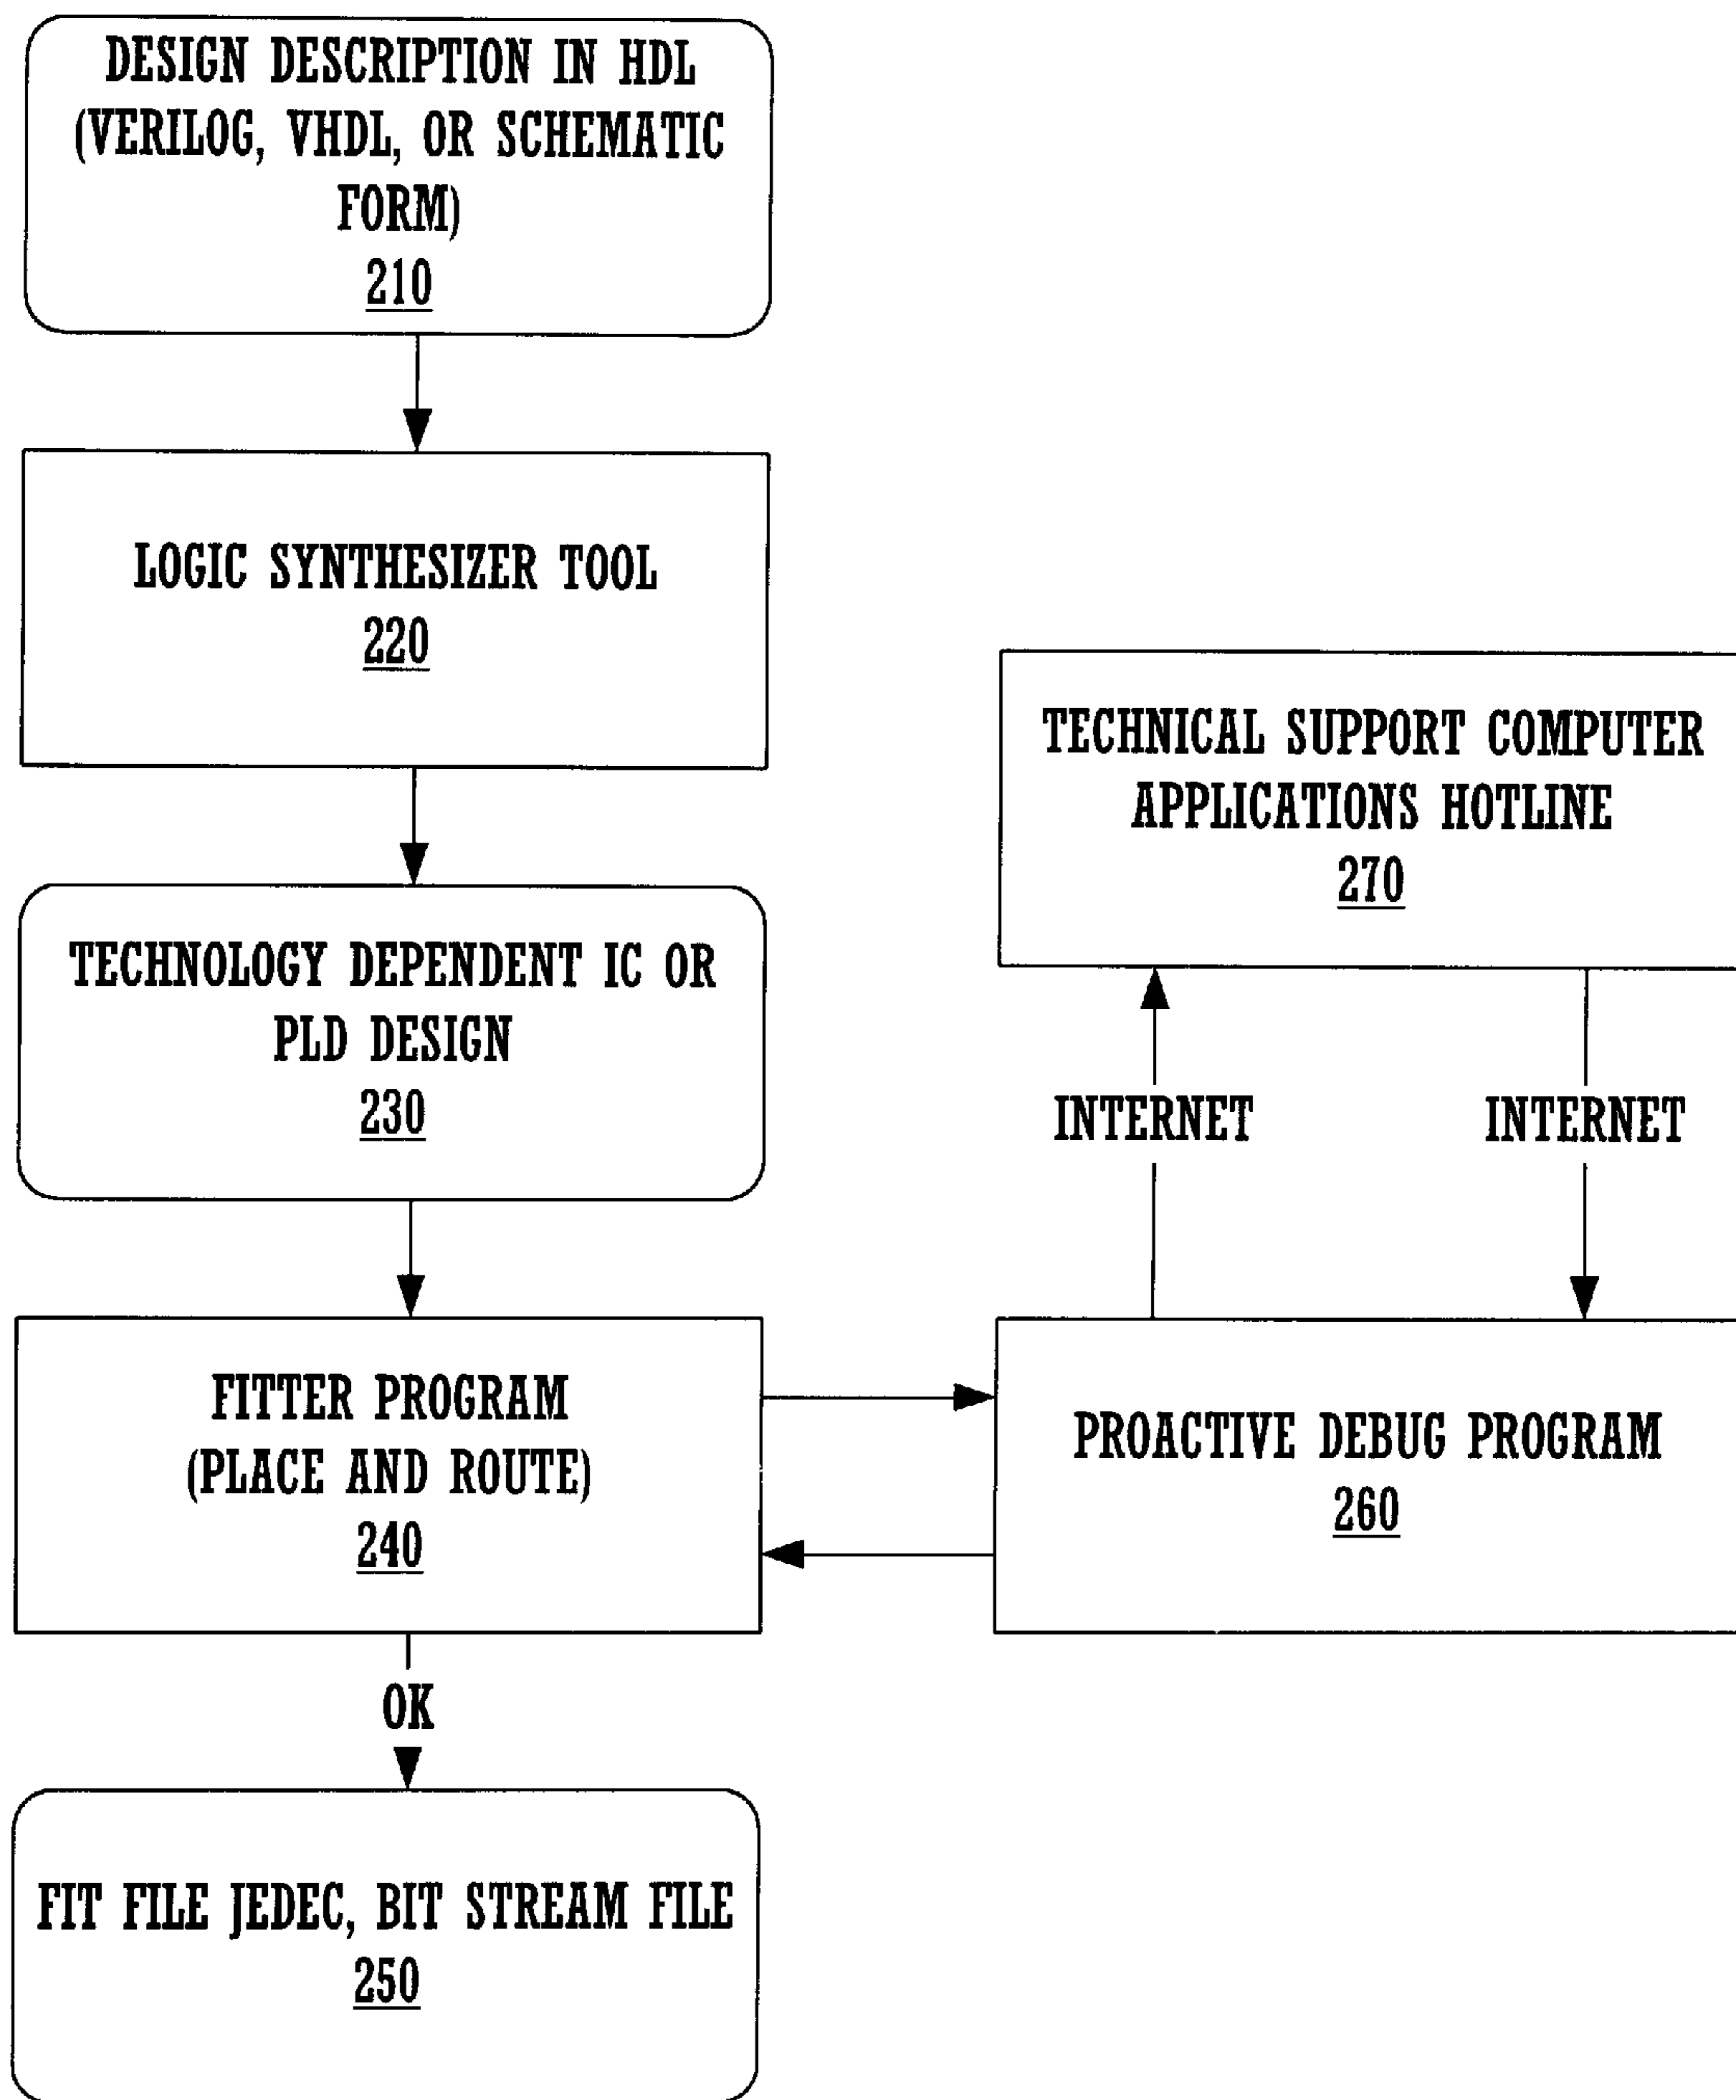 DESIGN DESCRIPTION IN HDL
(VERILOG, VHDL, OR SCHEMATIC
FORM)
210
LOGIC SYNTHESIZER TOOL
220
TECHNOLOGY DEPENDENT IC OR
PLD DESIGN
230
FITTER PROGRAM
(PLACE AND ROUTE)
240
OK
FIT FILE JEDEC, BIT STREAM FILE
250
TECHNICAL SUPPORT COMPUTER
APPLICATIONS HOTLINE
270
INTERNET
INTERNET
PROACTIVE DEBUG PROGRAM
260